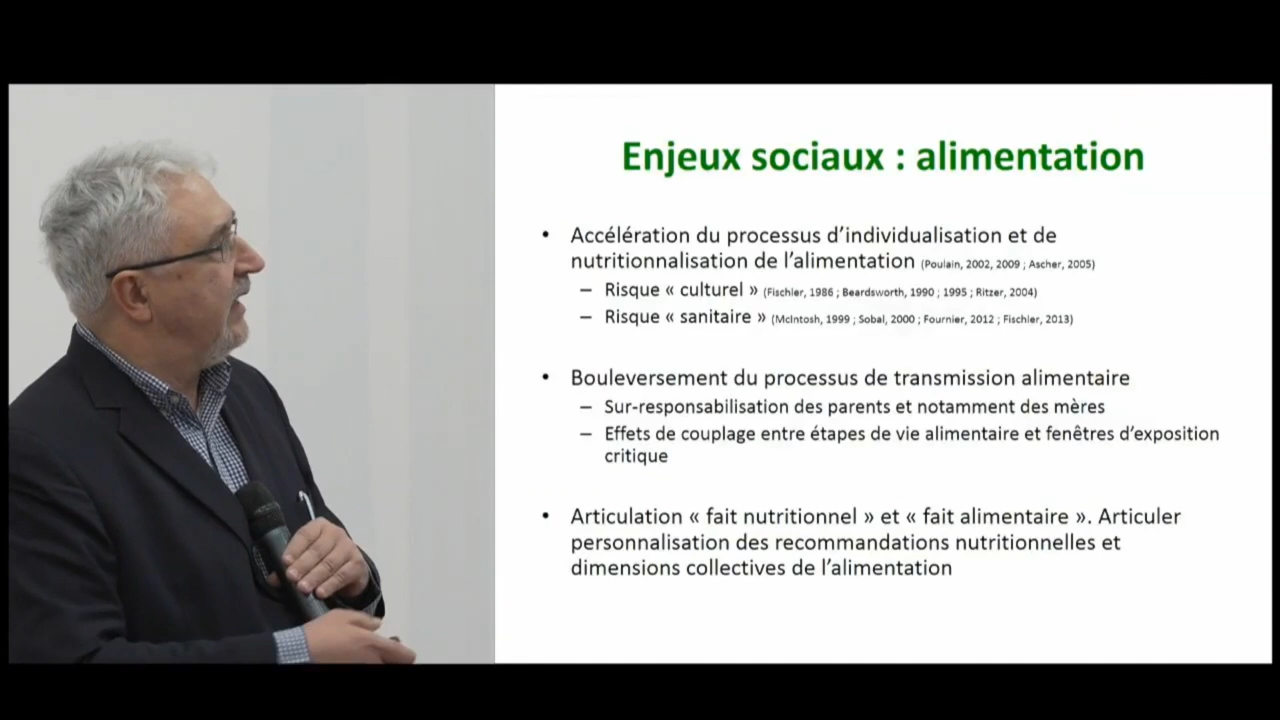 Enjeux sociaux : alimentation
• Accélération du processus d’individualisation et de
nutritionnalisation de l’alimentation (Poulain, 2002, 2009 ; Ascher, 2005)
– Risque « culturel » (Fischler, 1986 ; Beardsworth, 1990 ; 1995 ; Ritzer, 2004)
– Risque « sanitaire » (McIntosh, 1999 ; Sobal, 2000 ; Fournier, 2012 ; Fischler, 2013)
• Bouleversement du processus de transmission alimentaire
– Sur-responsabilisation des parents et notamment des mères
– Effets de couplage entre étapes de vie alimentaire et fenêtres d’exposition
critique
• Articulation « fait nutritionnel » et « fait alimentaire ». Articuler
personnalisation des recommandations nutritionnelles et
dimensions collectives de l’alimentation